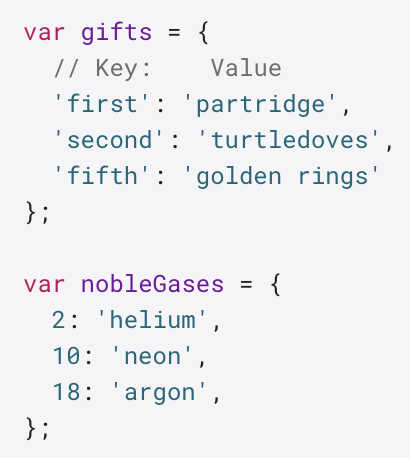 var gifts = {
  // Key:    Value
  'first': 'partridge',
  'second': 'turtledoves',
  'fifth': 'golden rings'
};

var nobleGases = {
  2: 'helium',
  10: 'neon',
  18: 'argon',
};